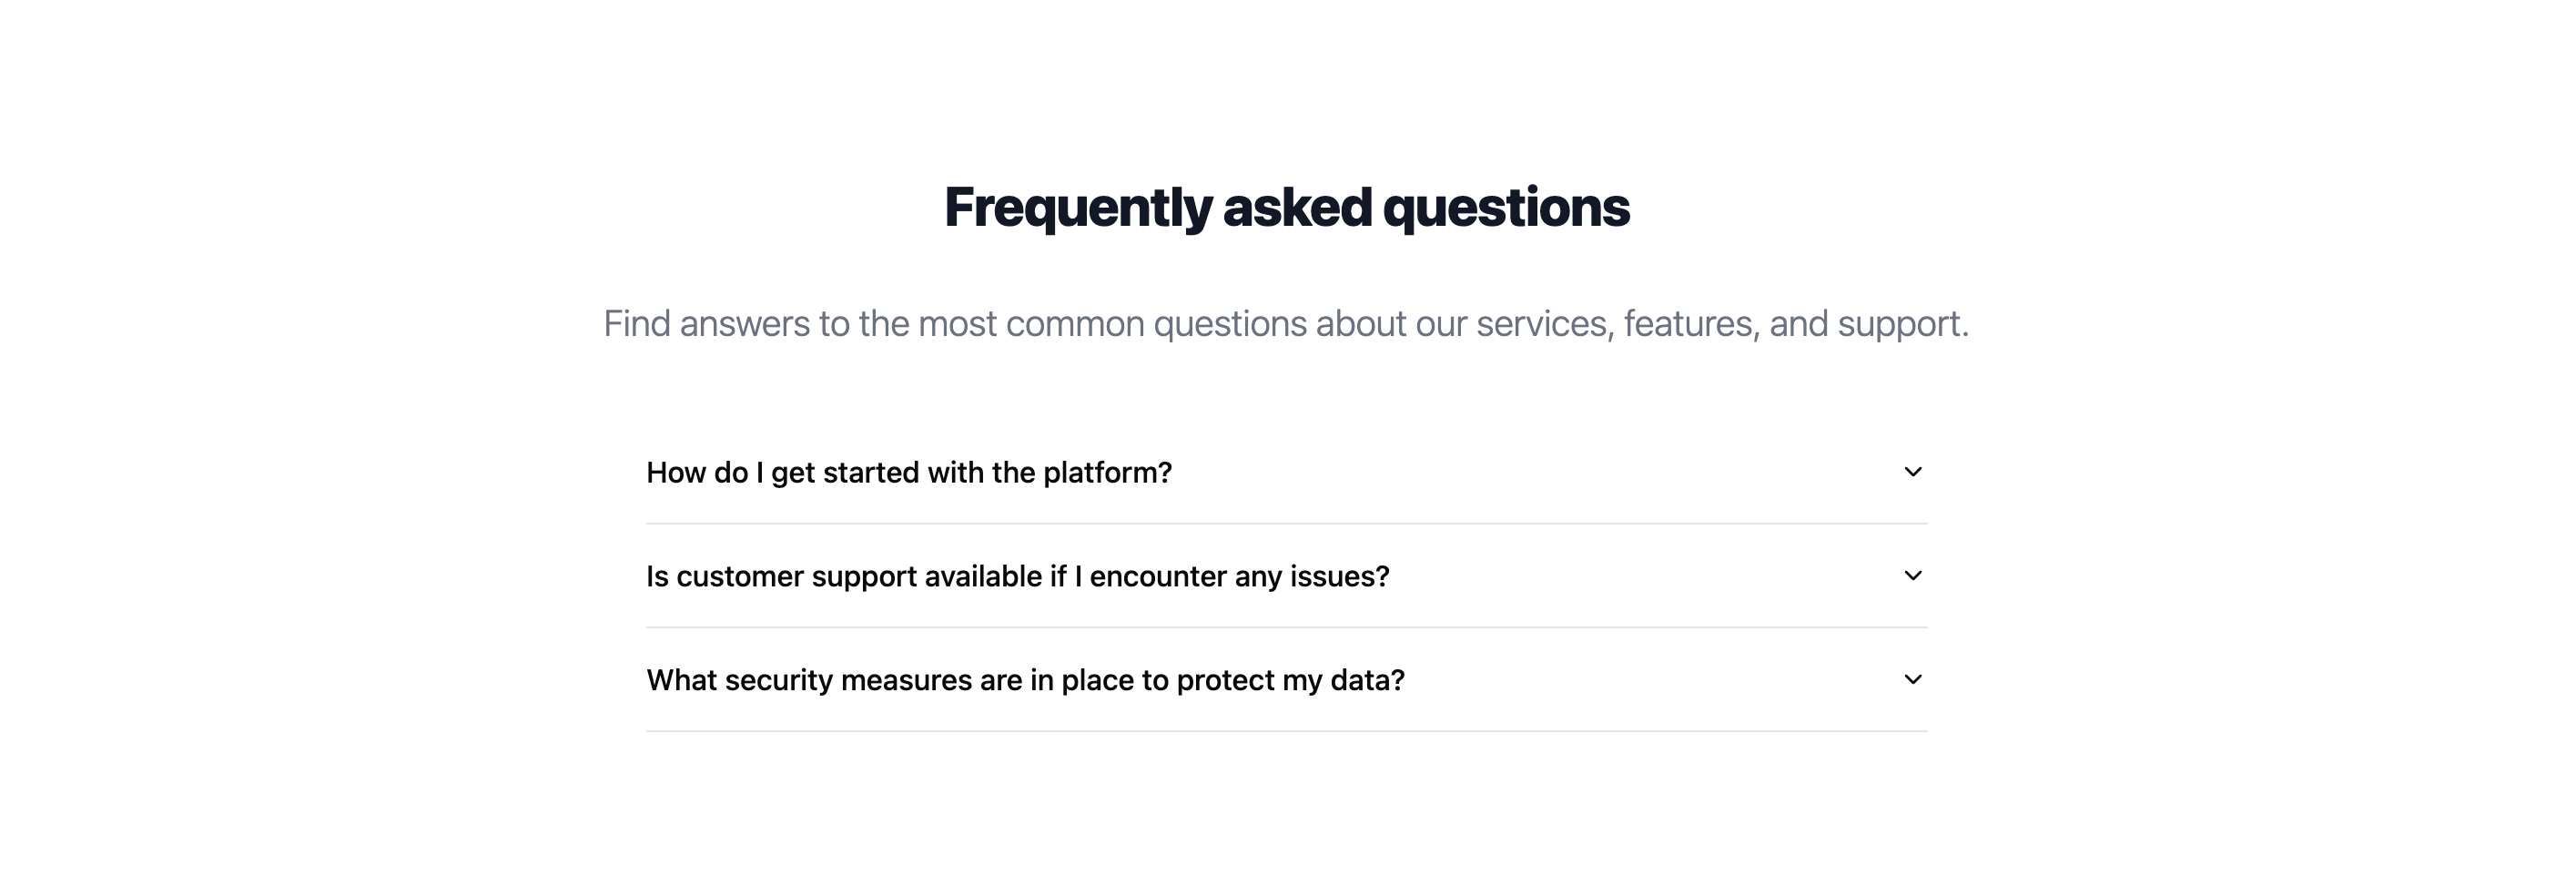 Frequently asked questions
Find answers to the most common questions about our services, features, and support.
How do I get started with the platform?
Is customer support available if I encounter any issues?
What security measures are in place to protect my data?